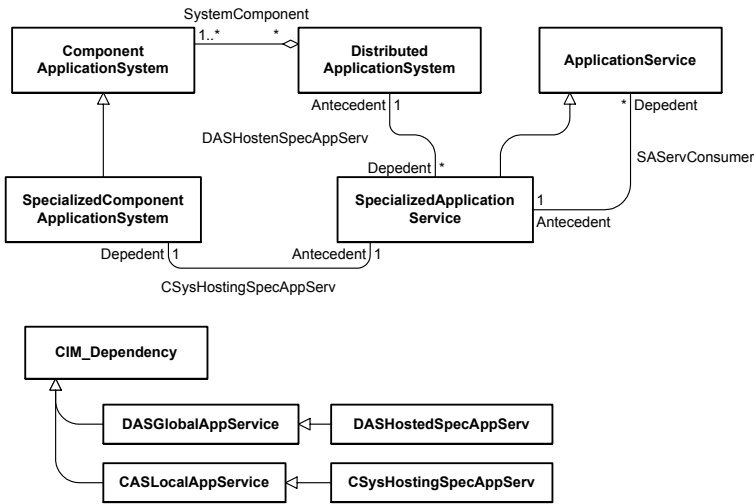 SystemComponent
1..*
*
Component
ApplicationSystem
Distributed
ApplicationSystem
ApplicationService
Antecedent 1
* Depedent
DASHostenSpecAppServ
SAServConsumer
Depedent *
SpecializedComponent
ApplicationSystem
SpecializedApplication
Service
1
Antecedent
Depedent 1
Antecedent 1
CSysHostingSpecAppServ
CIM_Dependency
DASGlobalAppService
DASHostedSpecAppServ
CASLocalAppService
CSysHostingSpecAppServ